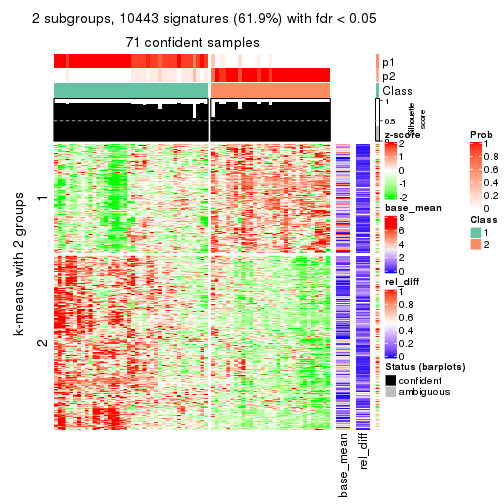 2 subgroups, 10443 signatures (61.9%) with fdr < 0.05
71 confident samples
p1
p2
Class
1
0.5
0
Silhouette
score
k-means with 2 groups
1
2
base_mean
rel_diff
z-score
2
1
0
-1
-2
base_mean
8
6
4
2
0
rel_diff
1
0.8
0.6
0.4
0.2
0
Status (barplots)
confident
ambiguous
Prob
1
0.8
0.6
0.4
0.2
0
Class
1
2